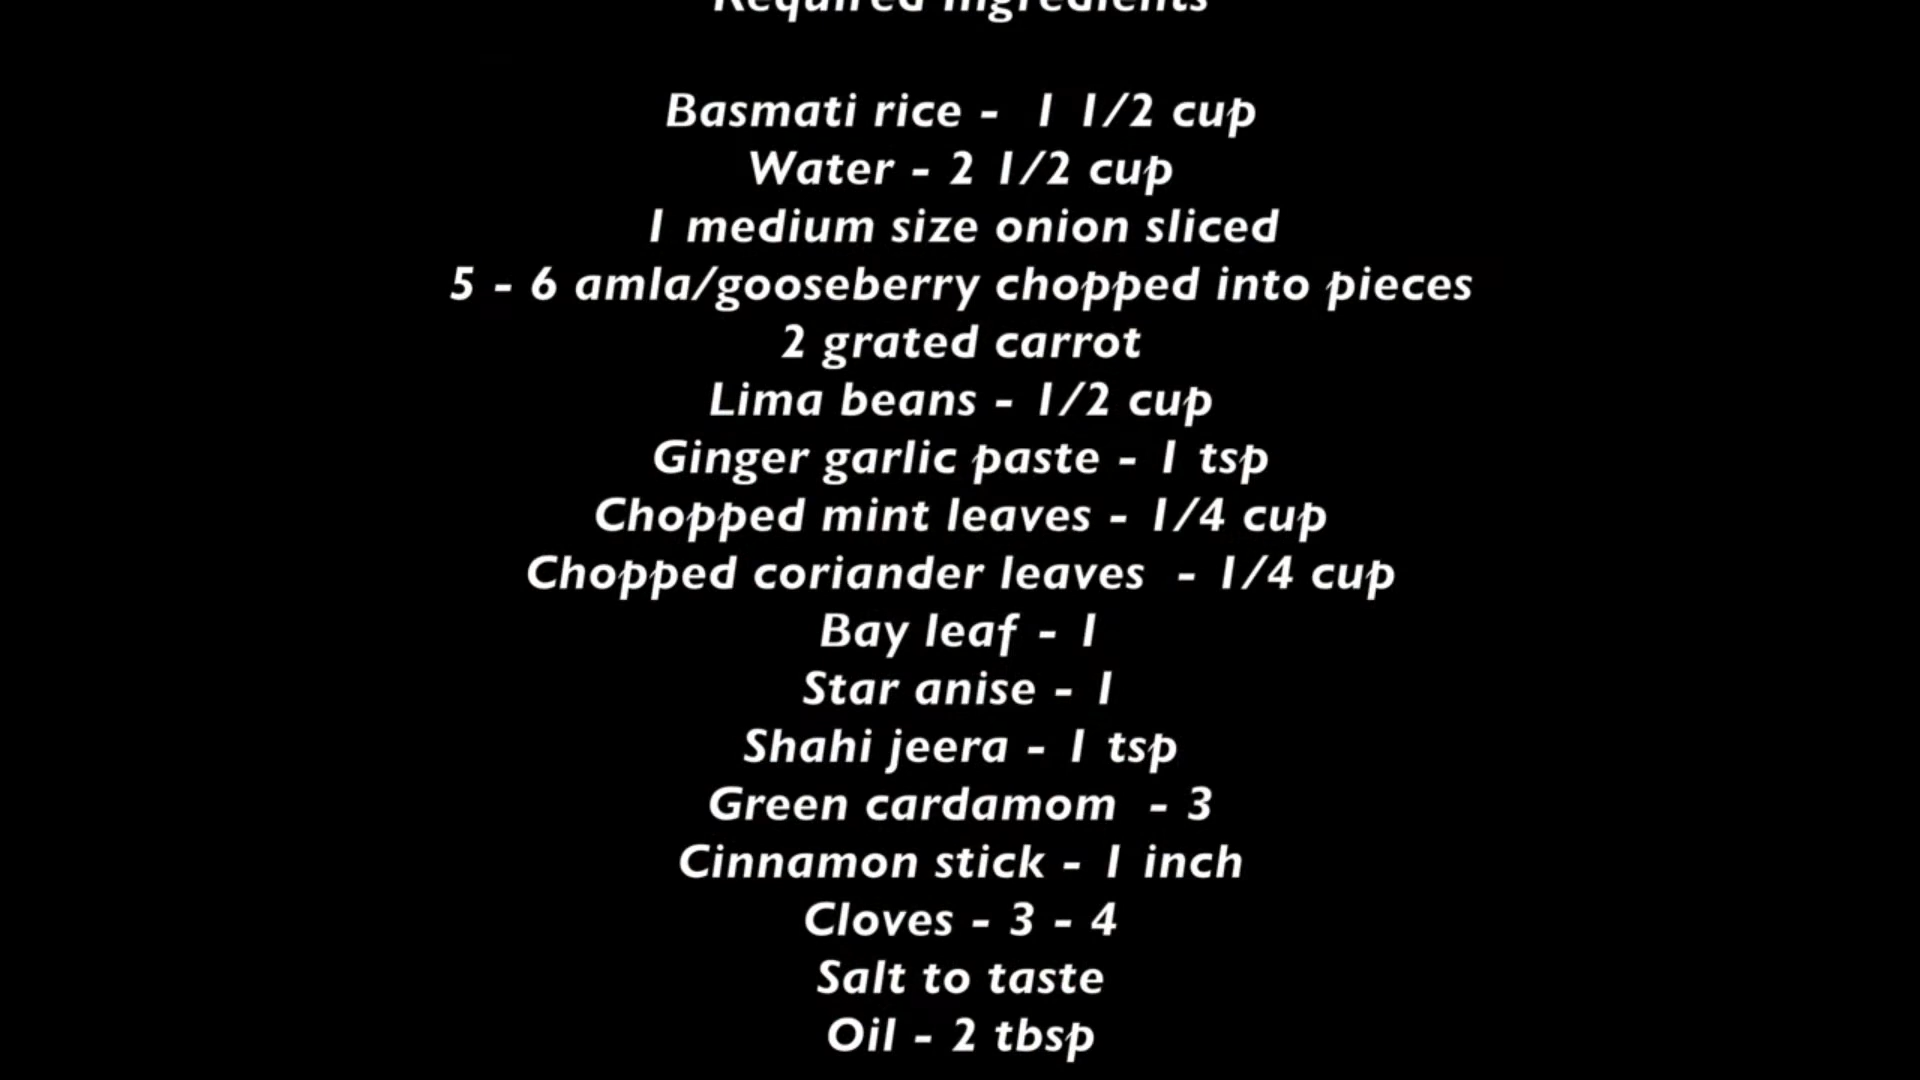 Required Ingredients
Basmati rice -  1 1/2 cup
Water - 2 1/2 cup
1 medium size onion sliced
5 - 6 amla/gooseberry chopped into pieces
2 grated carrot
Lima beans - 1/2 cup
Ginger garlic paste - 1 tsp
Chopped mint leaves - 1/4 cup
Chopped coriander leaves  - 1/4 cup
Bay leaf - 1
Star anise - 1
Shahi jeera - 1 tsp
Green cardamom  - 3
Cinnamon stick - 1 inch
Cloves - 3 - 4
Salt to taste
Oil - 2 tbsp